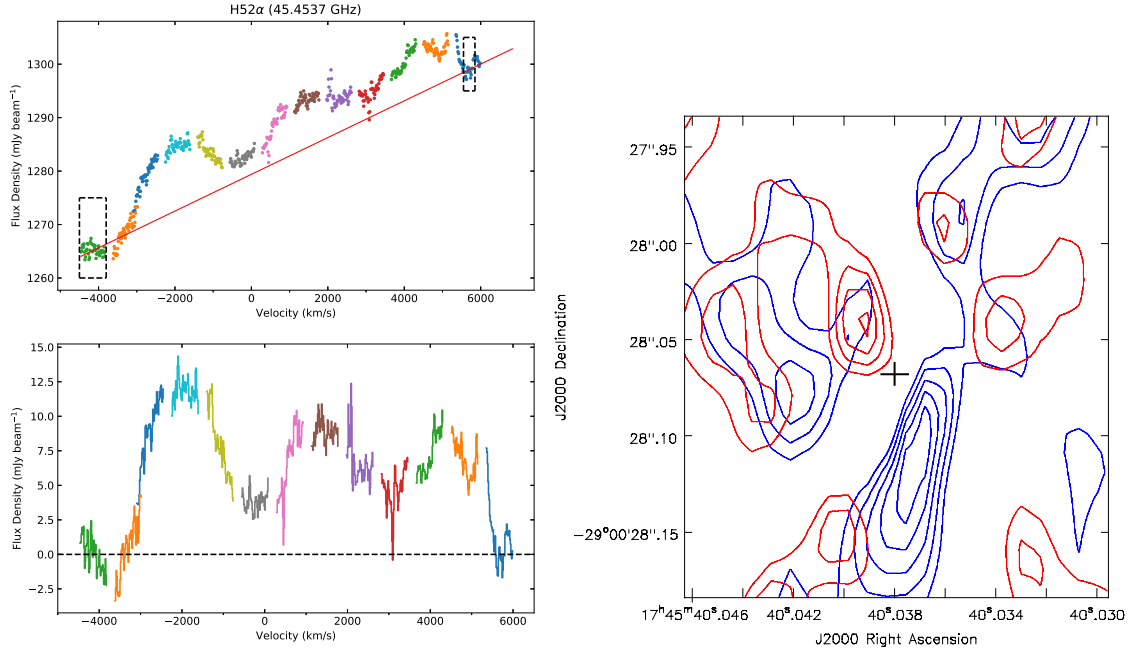 H52α (45.4537 GHz)
Flux Density (mJy beam⁻¹)
1300
1290
1280
1270
1260
−4000 −2000 0 2000 4000 6000
Velocity (km/s)
Flux Density (mJy beam⁻¹)
15.0
12.5
10.0
7.5
5.0
2.5
0.0
−2.5
−4000 −2000 0 2000 4000 6000
Velocity (km/s)
J2000 Declination
27".95
28".00
28".05
28".10
−29°00'28".15
17ʰ45ᵐ40ˢ.046 40ˢ.042 40ˢ.038 40ˢ.034 40ˢ.030
J2000 Right Ascension